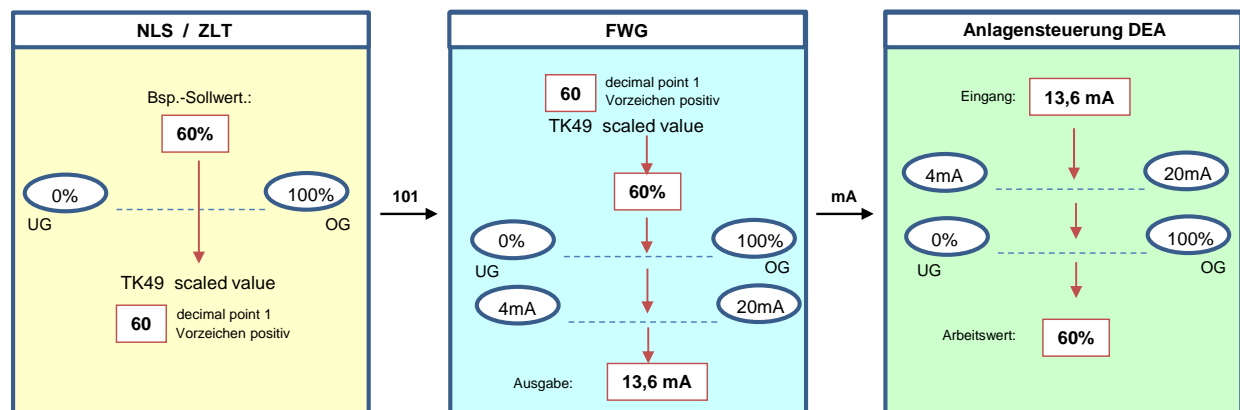 NLS / ZLT
Bsp.-Sollwert.:
60%
0%
100%
UG
OG
TK49 scaled value
60
decimal point 1
Vorzeichen positiv
101
FWG
60
decimal point 1
Vorzeichen positiv
TK49 scaled value
60%
0%
100%
UG
OG
4mA
20mA
Ausgabe:
13,6 mA
mA
Anlagensteuerung DEA
Eingang:
13,6 mA
4mA
20mA
0%
100%
UG
OG
Arbeitswert:
60%